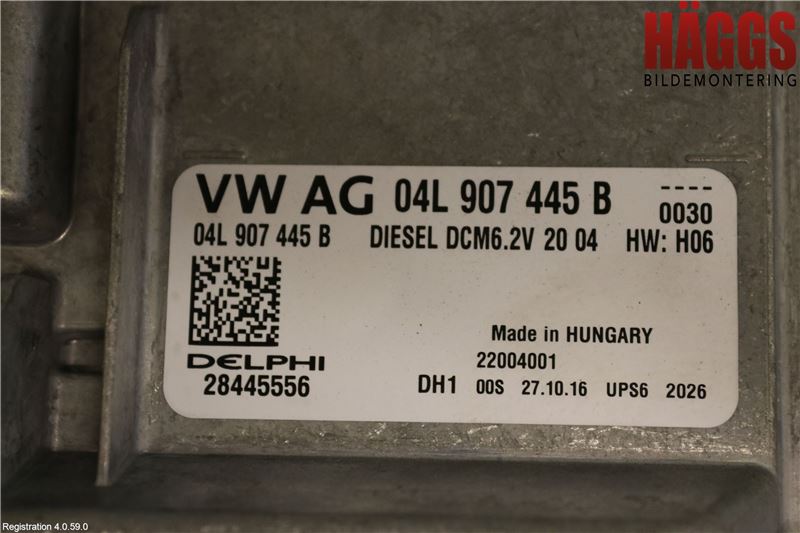 HÄGGS
BILDEMONTERING
VW AG 04L 907 445 B ----
0030
04L 907 445 B DIESEL DCM6.2V 20 04 HW: H06
Made in HUNGARY
DELPHI 22004001
28445556 DH1 00S 27.10.16 UPS6 2026
Registration 4.0.59.0